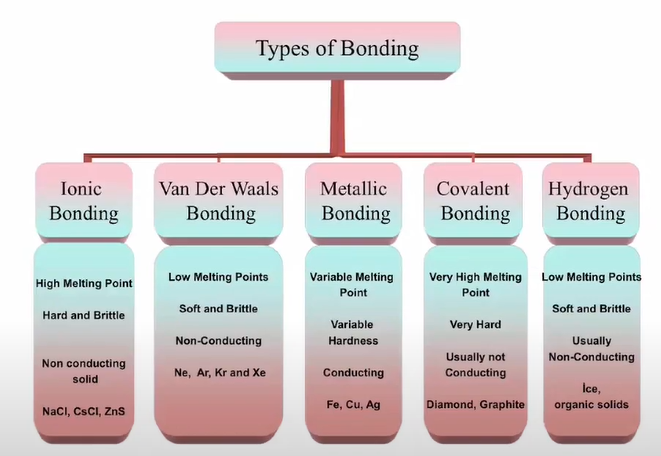 Types of Bonding
Ionic
Bonding
High Melting Point
Hard and Brittle
Non conducting
solid
NaCl, CsCl, ZnS
Van Der Waals
Bonding
Low Melting Points
Soft and Brittle
Non-Conducting
Ne, Ar, Kr and Xe
Metallic
Bonding
Variable Melting
Point
Variable
Hardness
Conducting
Fe, Cu, Ag
Covalent
Bonding
Very High Melting
Point
Very Hard
Usually not
Conducting
Diamond, Graphite
Hydrogen
Bonding
Low Melting Points
Soft and Brittle
Usually
Non-Conducting
İce,
organic solids